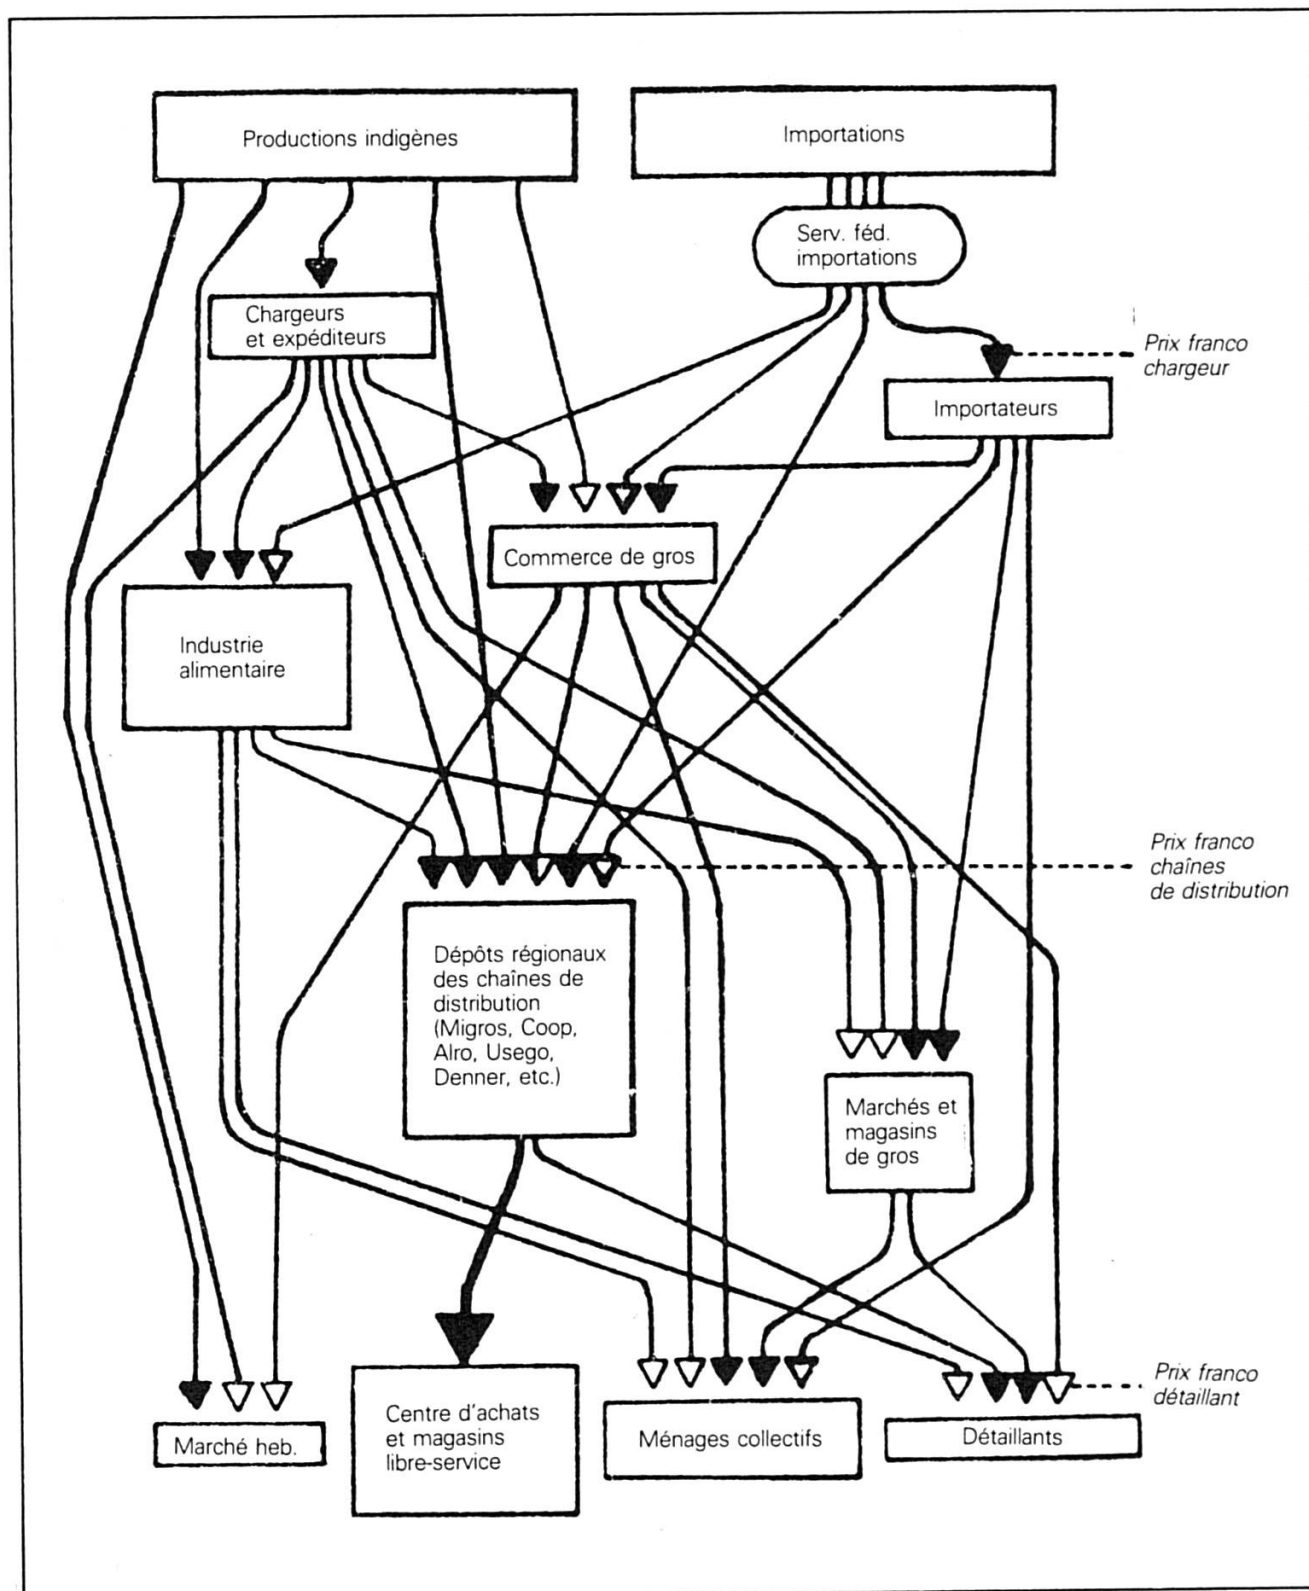 Productions indigènes
Importations
Serv. féd.
importations
Chargeurs
et expéditeurs
Prix franco
chargeur
Importateurs
Commerce de gros
Industrie
alimentaire
Prix franco
chaînes
de distribution
Dépôts régionaux
des chaînes de
distribution
(Migros, Coop,
Alro, Usego,
Denner, etc.)
Marchés et
magasins
de gros
Prix franco
détaillant
Marché heb.
Centre d'achats
et magasins
libre-service
Ménages collectifs
Détaillants